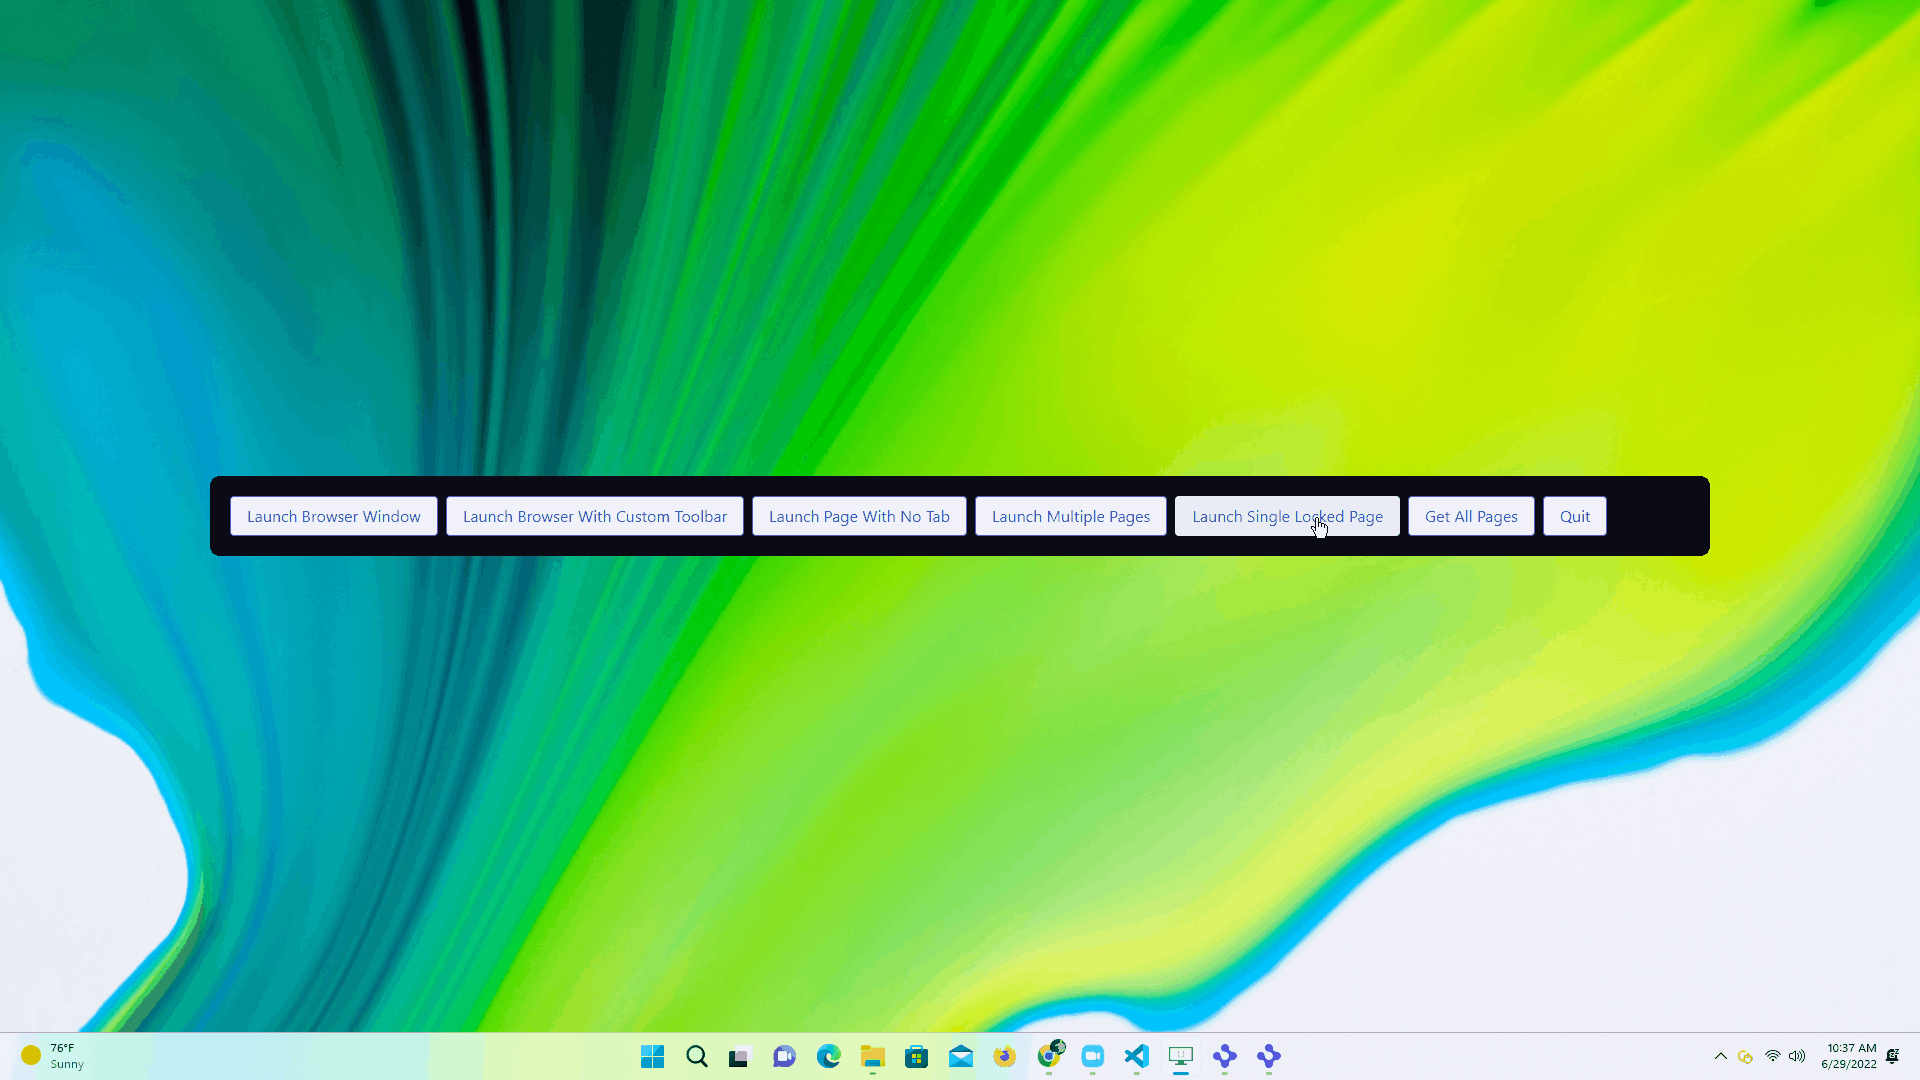 Launch Browser Window
Launch Browser With Custom Toolbar
Launch Page With No Tab
Launch Multiple Pages
Launch Single Locked Page
Get All Pages
Quit
76°F
Sunny
10:37 AM
6/29/2022